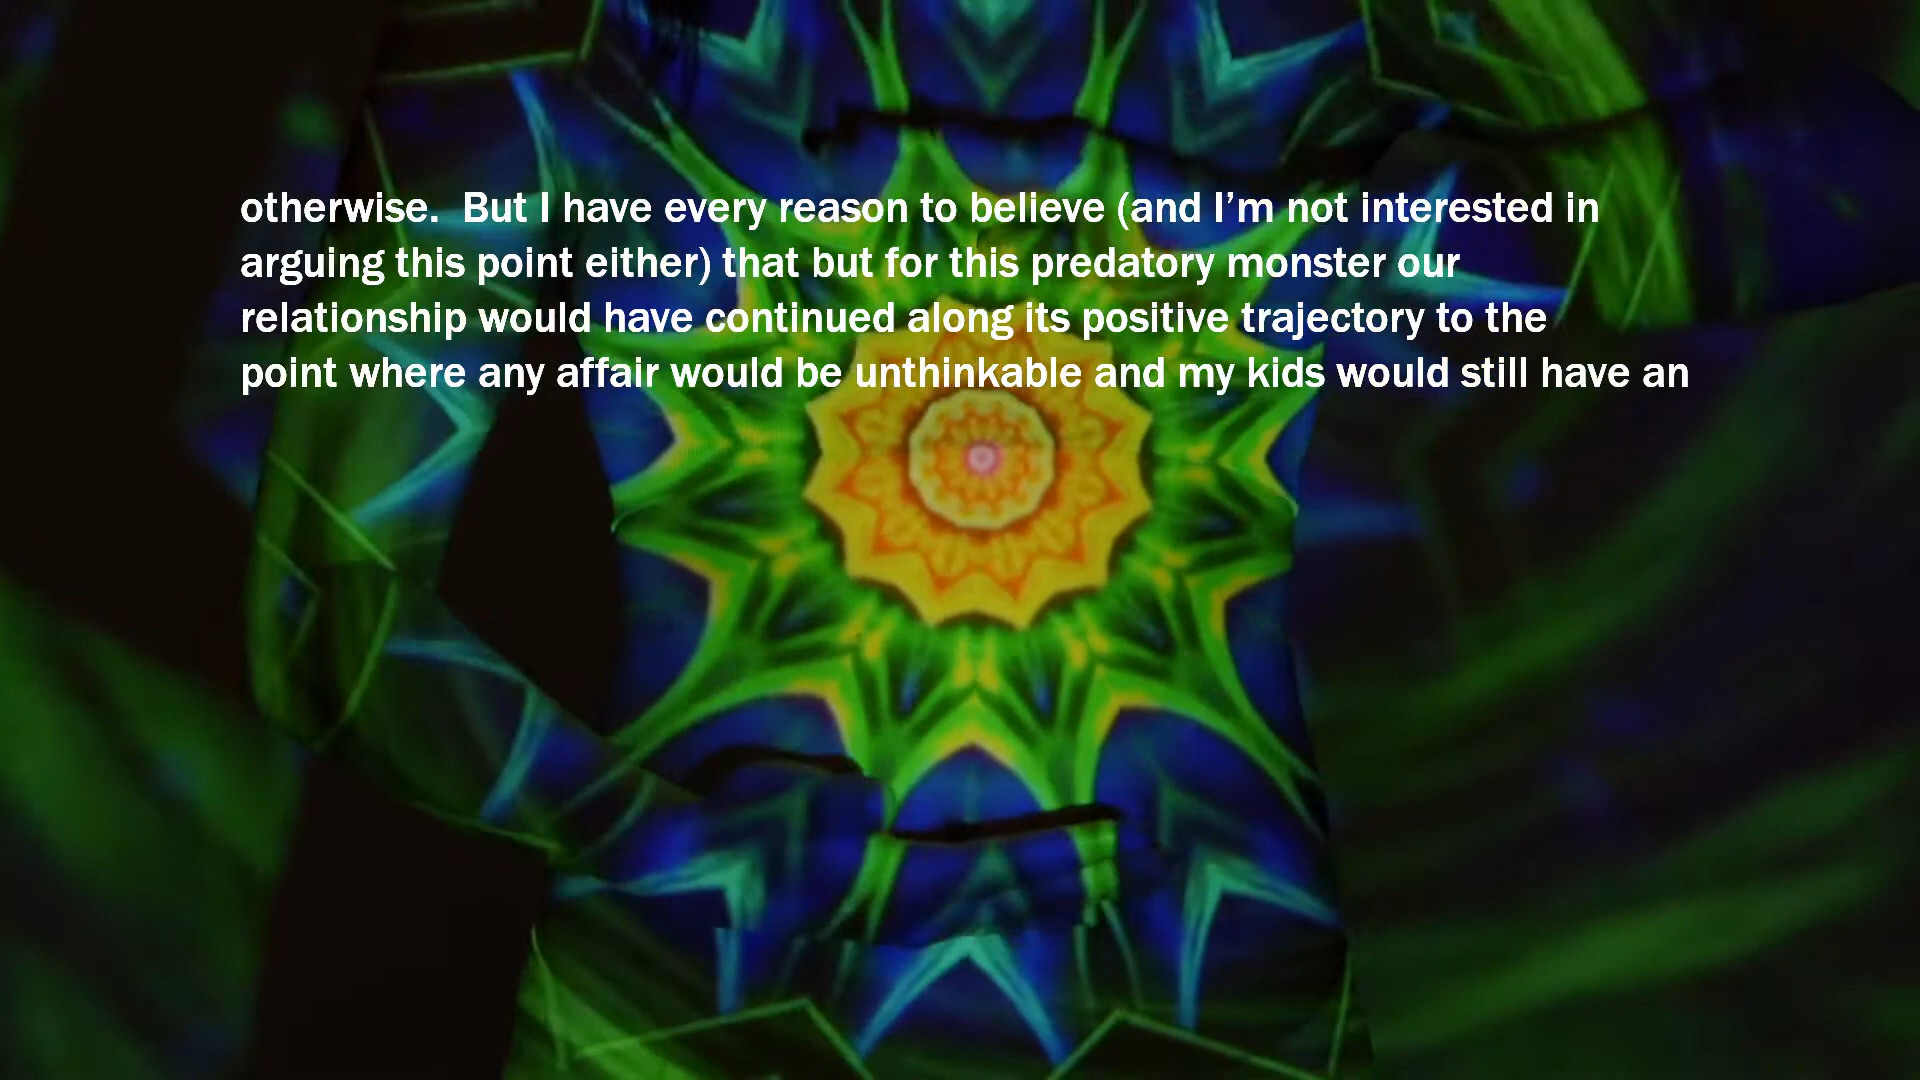 otherwise.  But I have every reason to believe (and I’m not interested in
arguing this point either) that but for this predatory monster our
relationship would have continued along its positive trajectory to the
point where any affair would be unthinkable and my kids would still have an